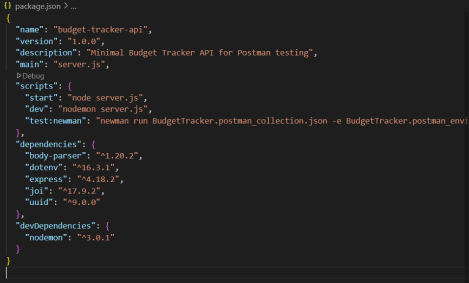 package.json > ...
{
"name": "budget-tracker-api",
"version": "1.0.0",
"description": "Minimal Budget Tracker API for Postman testing",
"main": "server.js",
Debug
"scripts": {
"start": "node server.js",
"dev": "nodemon server.js",
"test:newman": "newman run BudgetTracker.postman_collection.json -e BudgetTracker.postman_envi
},
"dependencies": {
"body-parser": "^1.20.2",
"dotenv": "^16.3.1",
"express": "^4.18.2",
"joi": "^17.9.2",
"uuid": "^9.0.0"
},
"devDependencies": {
"nodemon": "^3.0.1"
}
}